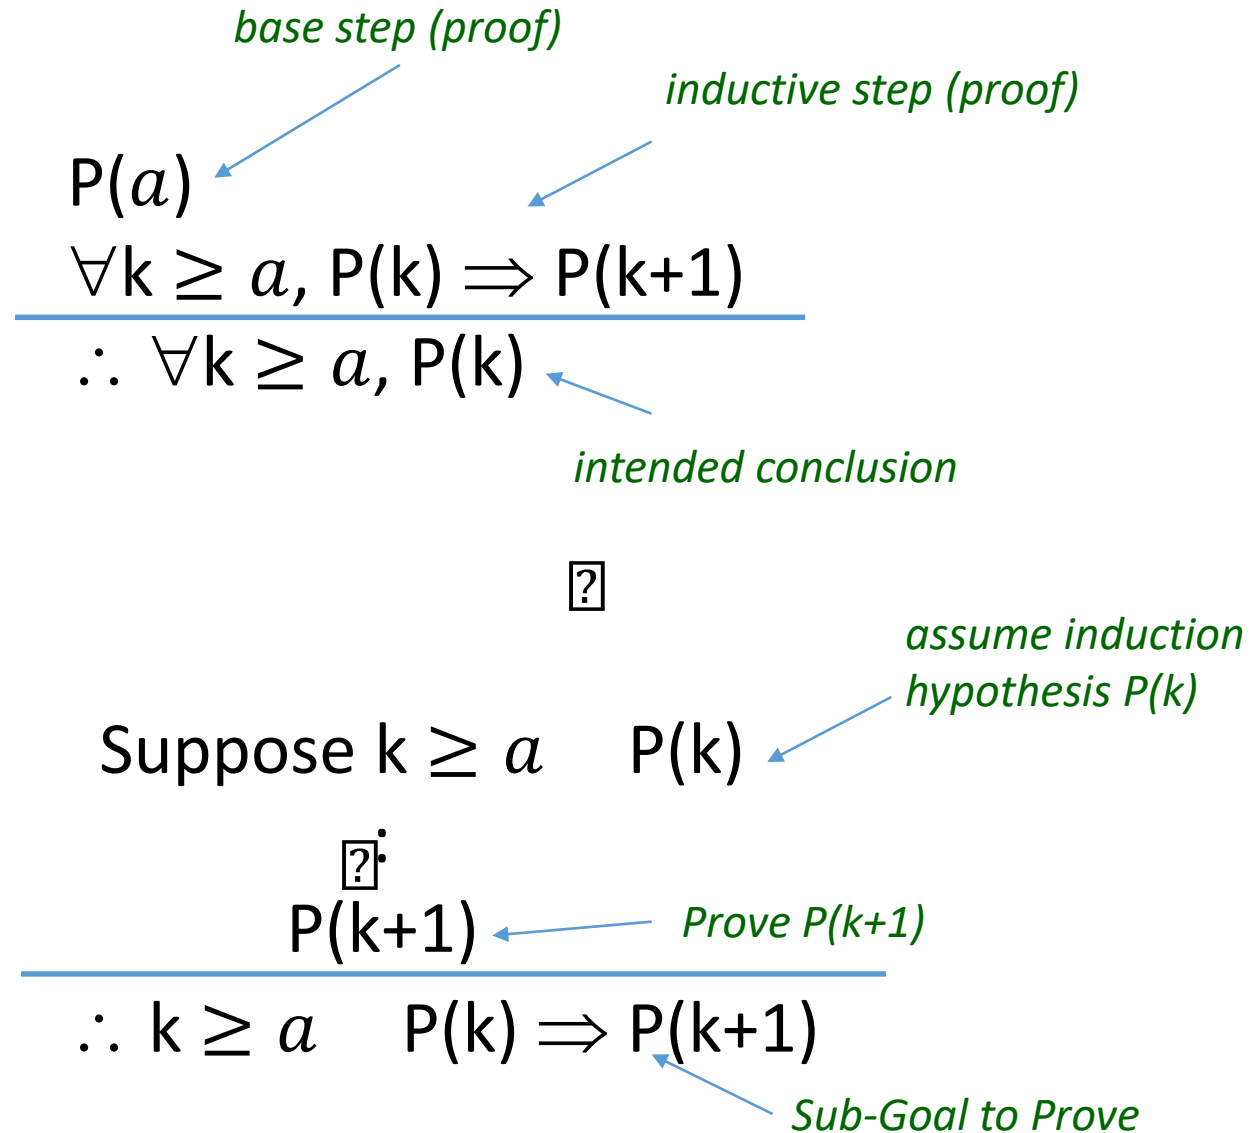 base step (proof)
inductive step (proof)
P(𝑎)
∀k ≥ 𝑎, P(k) ⇒ P(k+1)
∴ ∀k ≥ 𝑎, P(k)
intended conclusion
⍰
assume induction
hypothesis P(k)
Suppose k ≥ 𝑎 P(k)
⍰:
P(k+1)
Prove P(k+1)
∴ k ≥ 𝑎 P(k) ⇒ P(k+1)
Sub-Goal to Prove